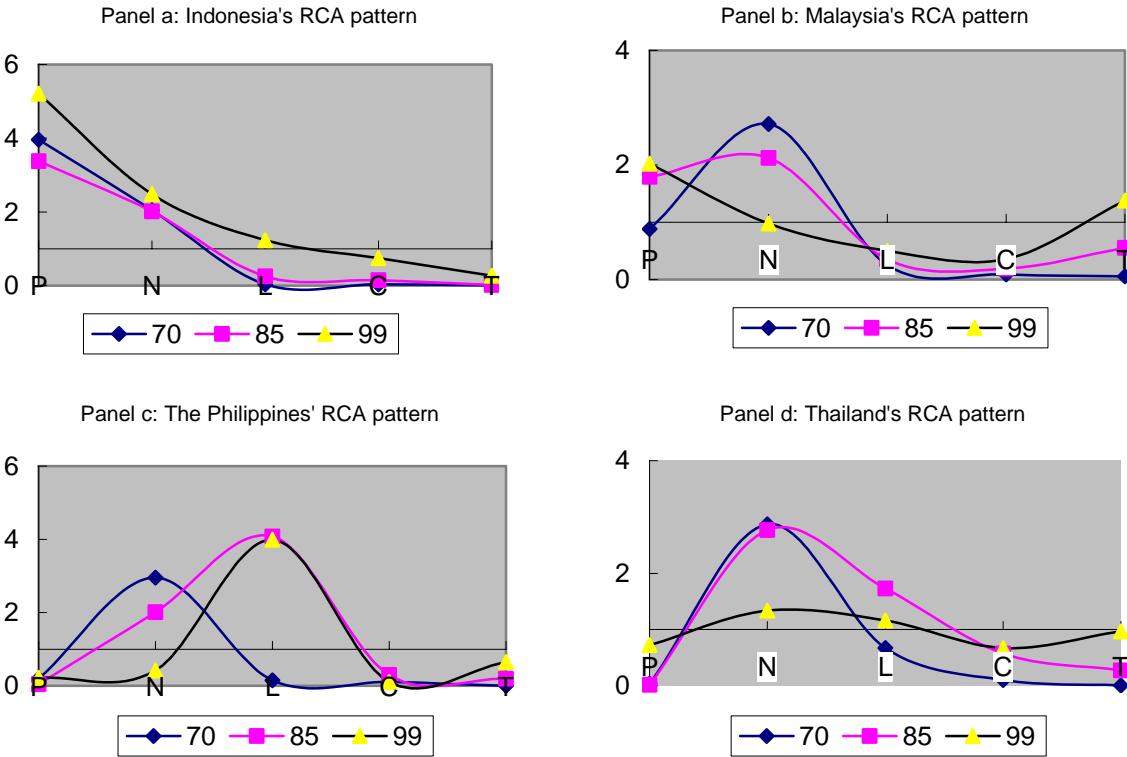 Panel a: Indonesia's RCA pattern
6
4
2
0
P N L C T
70 85 99
Panel b: Malaysia's RCA pattern
4
2
0
P N L C T
70 85 99
Panel c: The Philippines' RCA pattern
6
4
2
0
P N L C T
70 85 99
Panel d: Thailand's RCA pattern
4
2
0
P N L C T
70 85 99